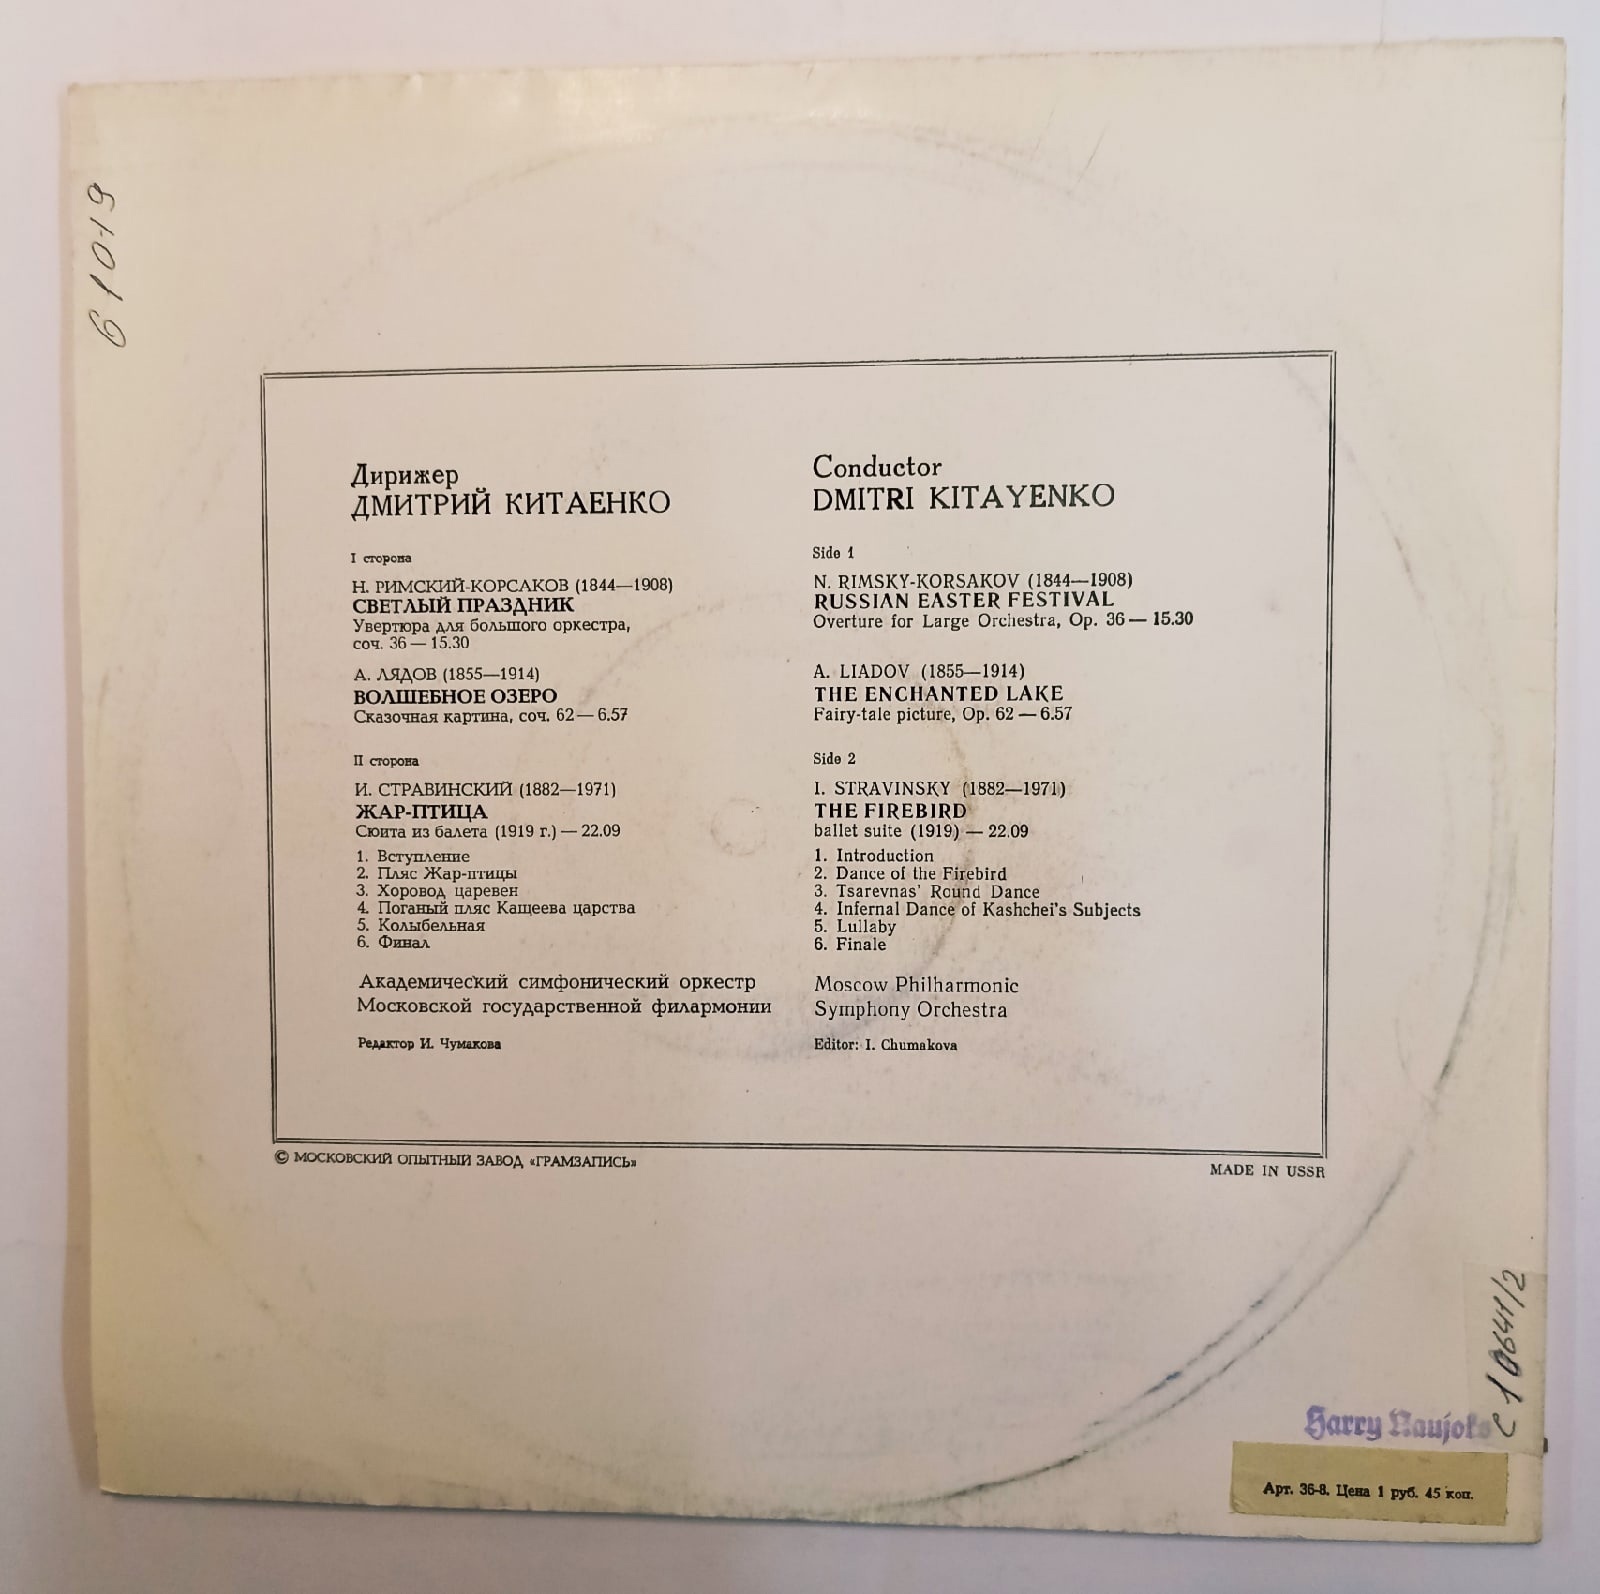 6 1019
Дирижер
ДМИТРИЙ КИТАЕНКО
I сторона
Н. РИМСКИЙ-КОРСАКОВ (1844—1908)
СВЕТЛЫЙ ПРАЗДНИК
Увертюра для большого оркестра,
соч. 36 — 15.30
А. ЛЯДОВ (1855—1914)
ВОЛШЕБНОЕ ОЗЕРО
Сказочная картина, соч. 62 — 6.57
II сторона
И. СТРАВИНСКИЙ (1882—1971)
ЖАР-ПТИЦА
Сюита из балета (1919 г.) — 22.09
1. Вступление
2. Пляс Жар-птицы
3. Хоровод царевен
4. Поганый пляс Кащеева царства
5. Колыбельная
6. Финал
Академический симфонический оркестр
Московской государственной филармонии
Редактор И. Чумакова
Conductor
DMITRI KITAYENKO
Side 1
N. RIMSKY-KORSAKOV (1844—1908)
RUSSIAN EASTER FESTIVAL
Overture for Large Orchestra, Op. 36 — 15.30
A. LIADOV (1855—1914)
THE ENCHANTED LAKE
Fairy-tale picture, Op. 62 — 6.57
Side 2
I. STRAVINSKY (1882—1971)
THE FIREBIRD
ballet suite (1919) — 22.09
1. Introduction
2. Dance of the Firebird
3. Tsarevnas' Round Dance
4. Infernal Dance of Kashchei's Subjects
5. Lullaby
6. Finale
Moscow Philharmonic
Symphony Orchestra
Editor: I. Chumakova
© МОСКОВСКИЙ ОПЫТНЫЙ ЗАВОД «ГРАМЗАПИСЬ»
MADE IN USSR
Harry Naujoks
Арт. 36-8. Цена 1 руб. 45 коп.